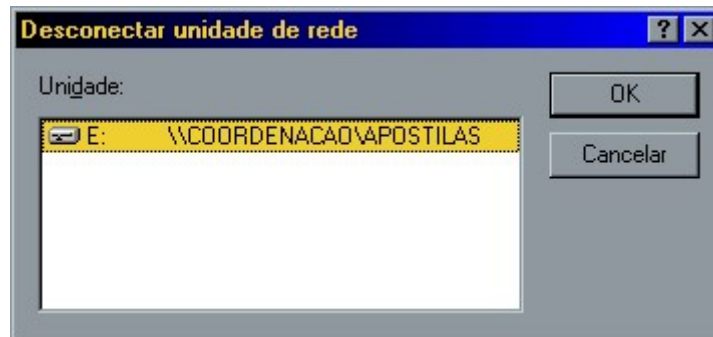 Desconectar unidade de rede
Unidade:
E: \\COORDENACAO\APOSTILAS
OK
Cancelar